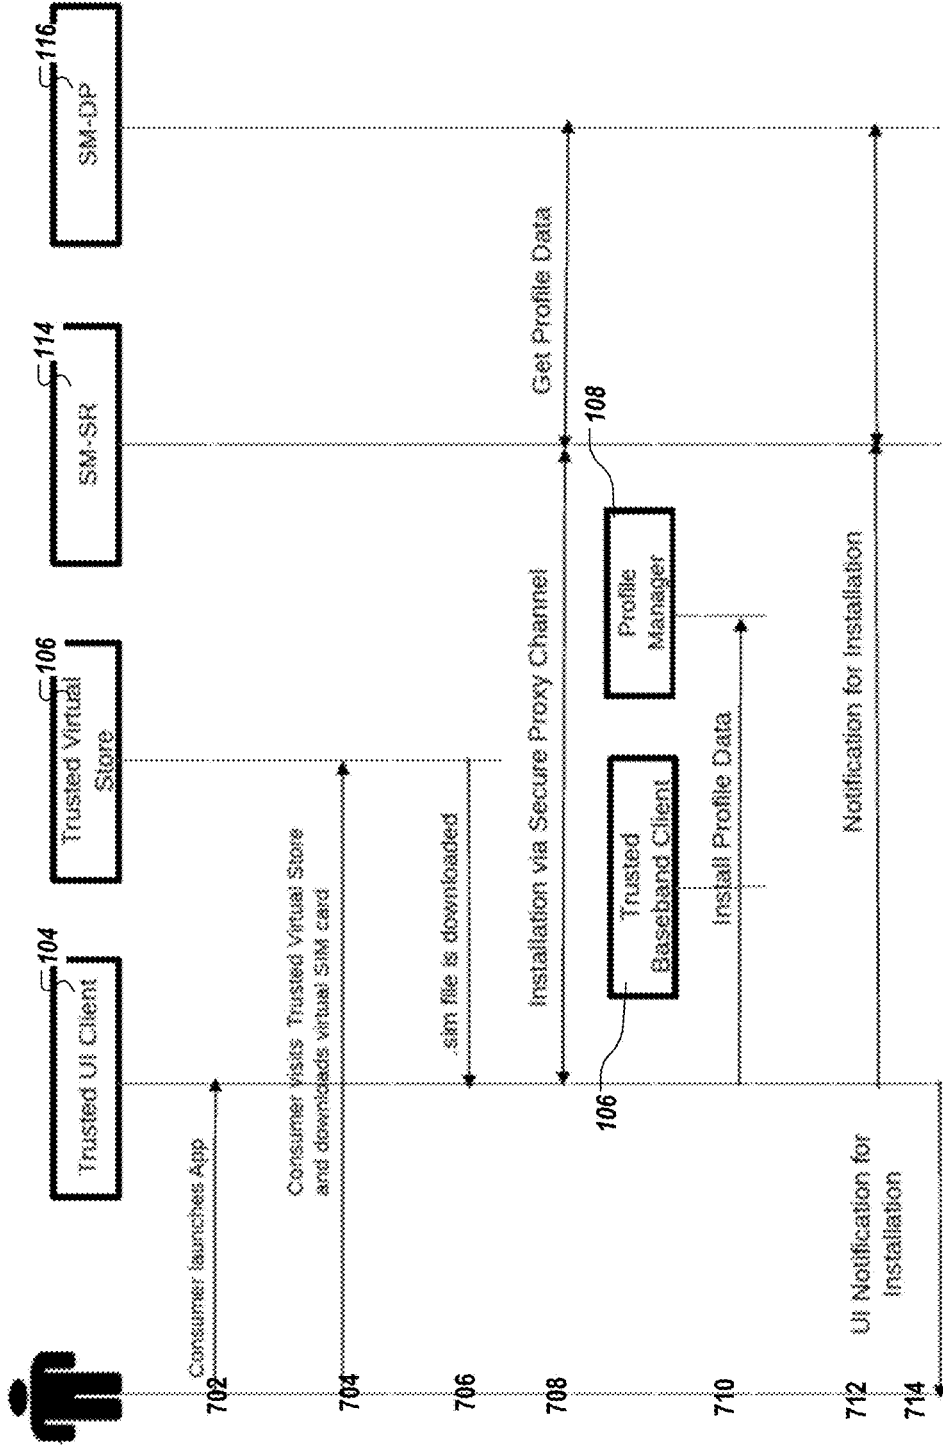 104
Trusted UI Client
106
Trusted Virtual
Store
114
SM-SR
116
SM-DP
702
Consumer launches App
704
Consumer visits Trusted Virtual Store
and downloads virtual SIM card
706
.sim file is downloaded
708
Installation via Secure Proxy Channel
Get Profile Data
106
Trusted
Baseband Client
108
Profile
Manager
710
Install Profile Data
712
Notification for Installation
714
UI Notification for
Installation